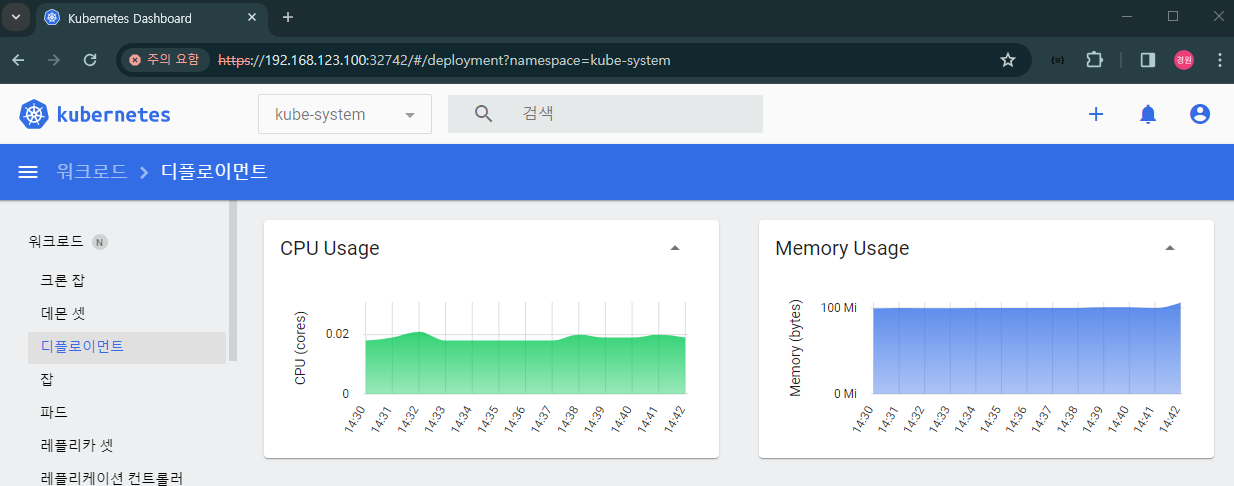 Kubernetes Dashboard
주의 요함 https://192.168.123.100:32742/#/deployment?namespace=kube-system
{≡}
경원
kubernetes
kube-system
검색
워크로드 > 디플로이먼트
워크로드 N
크론 잡
데몬 셋
디플로이먼트
잡
파드
레플리카 셋
레플리케이션 컨트롤러
CPU Usage
CPU (cores)
0.02
0
14:30 14:31 14:32 14:33 14:34 14:35 14:36 14:37 14:38 14:39 14:40 14:41 14:42
Memory Usage
Memory (bytes)
100 Mi
0 Mi
14:30 14:31 14:32 14:33 14:34 14:35 14:36 14:37 14:38 14:39 14:40 14:41 14:42